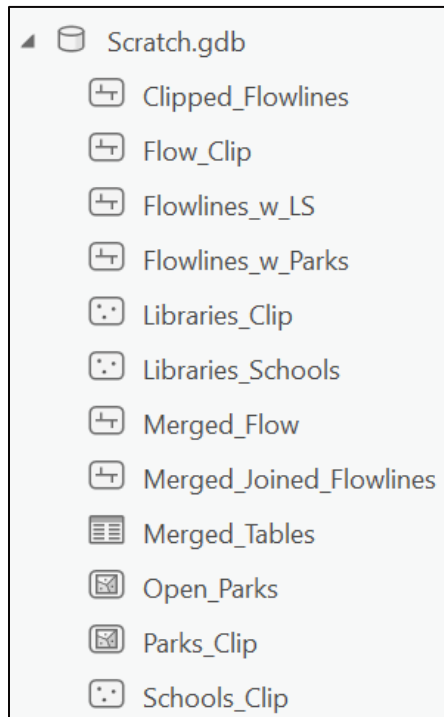 Scratch.gdb
Clipped_Flowlines
Flow_Clip
Flowlines_w_LS
Flowlines_w_Parks
Libraries_Clip
Libraries_Schools
Merged_Flow
Merged_Joined_Flowlines
Merged_Tables
Open_Parks
Parks_Clip
Schools_Clip